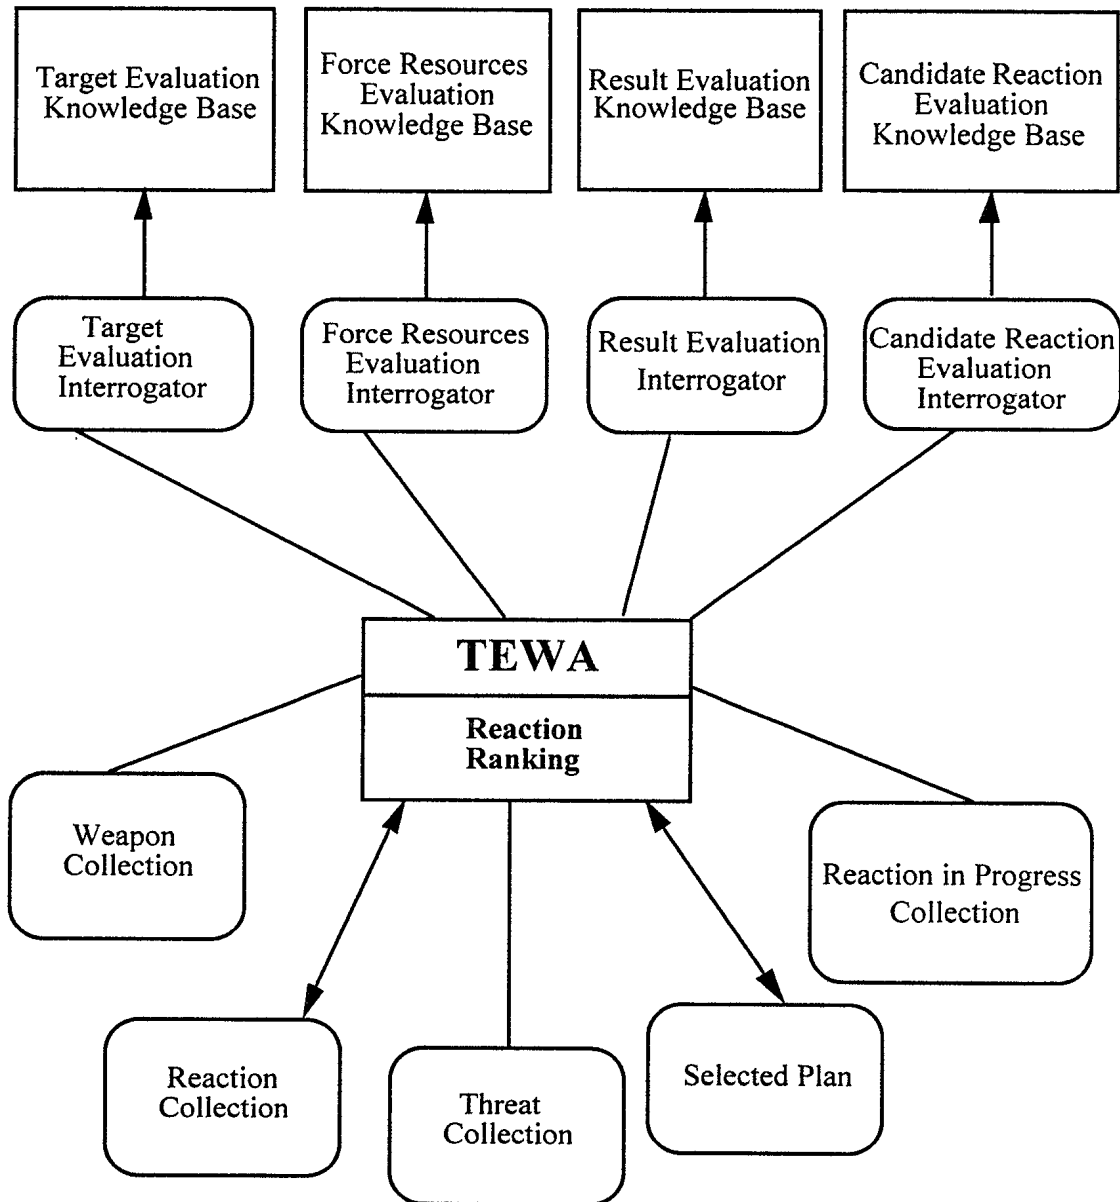 Target Evaluation
Knowledge Base
Force Resources
Evaluation
Knowledge Base
Result Evaluation
Knowledge Base
Candidate Reaction
Evaluation
Knowledge Base
Target
Evaluation
Interrogator
Force Resources
Evaluation
Interrogator
Result Evaluation
Interrogator
Candidate Reaction
Evaluation
Interrogator
TEWA
Reaction
Ranking
Weapon
Collection
Reaction in Progress
Collection
Reaction
Collection
Threat
Collection
Selected Plan